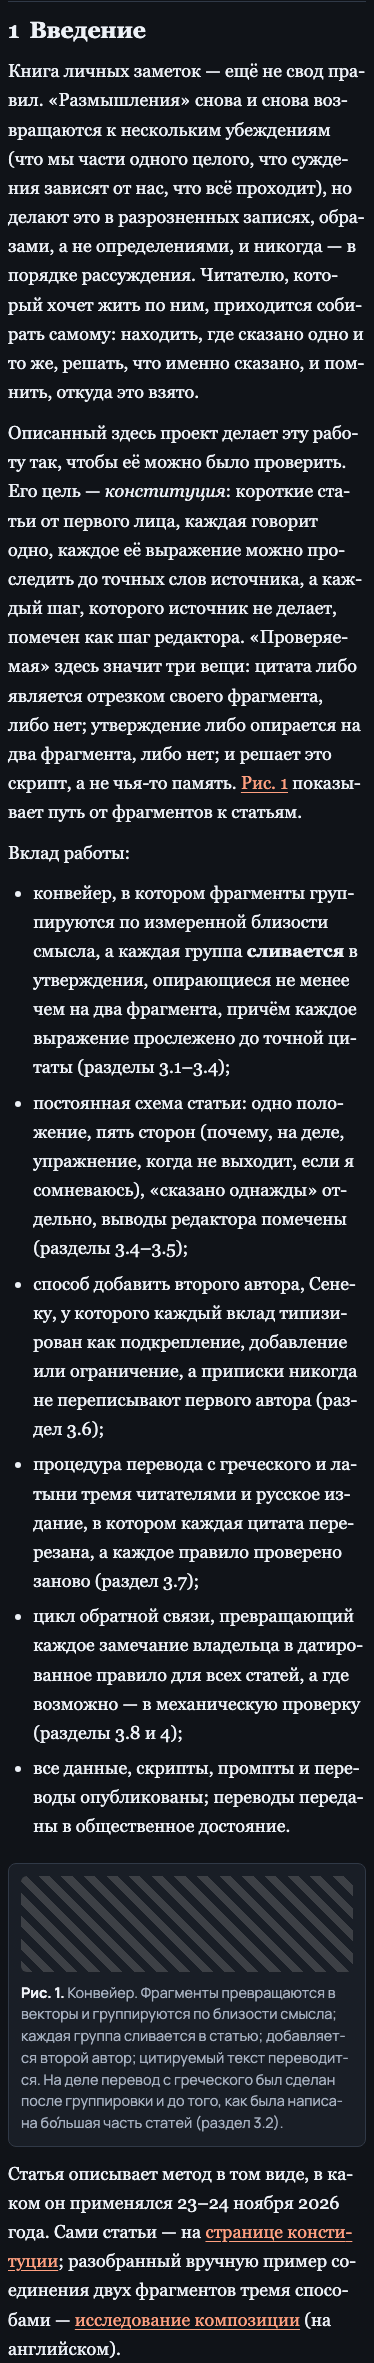 1 Введение
Книга личных заметок — ещё не свод пра-
вил. «Размышления» снова и снова воз-
вращаются к нескольким убеждениям
(что мы части одного целого, что сужде-
ния зависят от нас, что всё проходит), но
делают это в разрозненных записях, обра-
зами, а не определениями, и никогда — в
порядке рассуждения. Читателю, кото-
рый хочет жить по ним, приходится соби-
рать самому: находить, где сказано одно и
то же, решать, что именно сказано, и пом-
нить, откуда это взято.
Описанный здесь проект делает эту рабо-
ту так, чтобы её можно было проверить.
Его цель — конституция: короткие ста-
тьи от первого лица, каждая говорит
одно, каждое её выражение можно про-
следить до точных слов источника, а каж-
дый шаг, которого источник не делает,
помечен как шаг редактора. «Проверяе-
мая» здесь значит три вещи: цитата либо
является отрезком своего фрагмента,
либо нет; утверждение либо опирается на
два фрагмента, либо нет; и решает это
скрипт, а не чья-то память. Рис. 1 показы-
вает путь от фрагментов к статьям.
Вклад работы:
• конвейер, в котором фрагменты груп-
пируются по измеренной близости
смысла, а каждая группа сливается в
утверждения, опирающиеся не менее
чем на два фрагмента, причём каждое
выражение прослежено до точной ци-
таты (разделы 3.1–3.4);
• постоянная схема статьи: одно поло-
жение, пять сторон (почему, на деле,
упражнение, когда не выходит, если я
сомневаюсь), «сказано однажды» от-
дельно, выводы редактора помечены
(разделы 3.4–3.5);
• способ добавить второго автора, Сене-
ку, у которого каждый вклад типизи-
рован как подкрепление, добавление
или ограничение, а приписки никогда
не переписывают первого автора (раз-
дел 3.6);
• процедура перевода с греческого и ла-
тыни тремя читателями и русское из-
дание, в котором каждая цитата пере-
резана, а каждое правило проверено
заново (раздел 3.7);
• цикл обратной связи, превращающий
каждое замечание владельца в датиро-
ванное правило для всех статей, а где
возможно — в механическую проверку
(разделы 3.8 и 4);
• все данные, скрипты, промпты и пере-
воды опубликованы; переводы переда-
ны в общественное достояние.
Рис. 1. Конвейер. Фрагменты превращаются в
векторы и группируются по близости смысла;
каждая группа сливается в статью; добавляет-
ся второй автор; цитируемый текст переводит-
ся. На деле перевод с греческого был сделан
после группировки и до того, как была написа-
на бо́льшая часть статей (раздел 3.2).
Статья описывает метод в том виде, в ка-
ком он применялся 23–24 ноября 2026
года. Сами статьи — на странице консти-
туции; разобранный вручную пример со-
единения двух фрагментов тремя спосо-
бами — исследование композиции (на
английском).